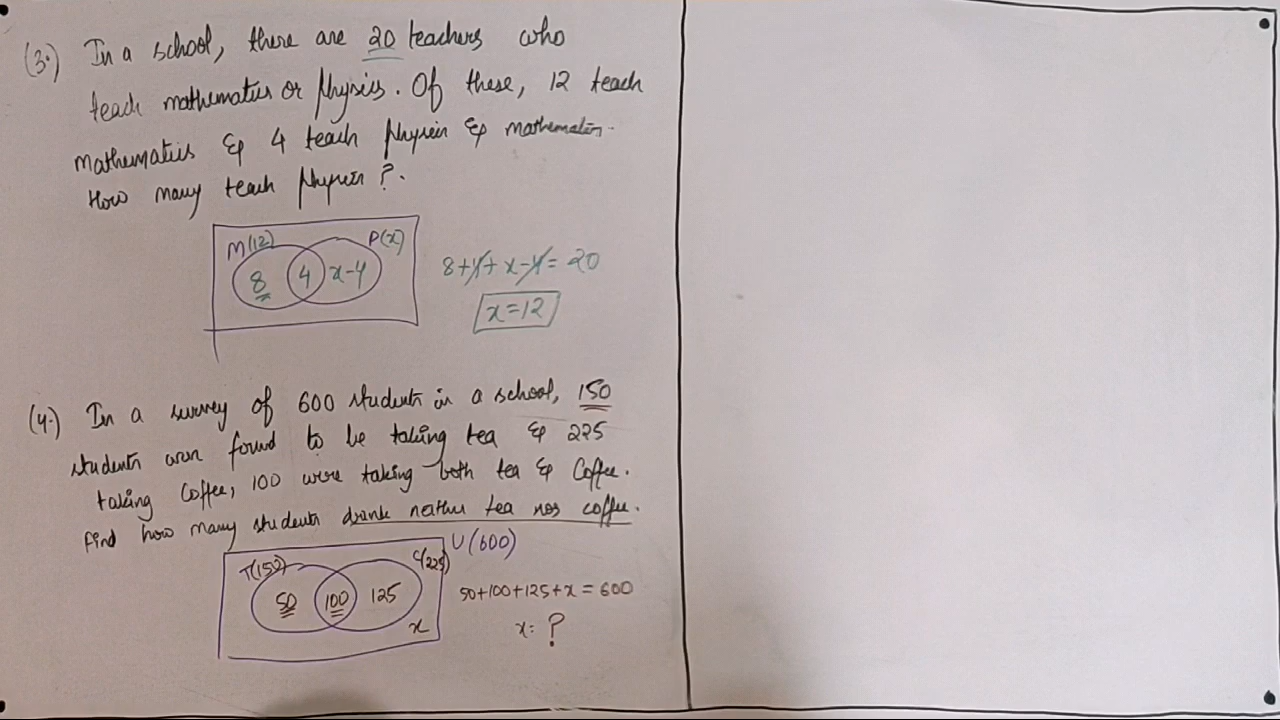 (3.) In a school, there are 20 teachers who
teach mathematics or Physics. Of these, 12 teach
mathematics & 4 teach Physics & mathematics.
How many teach Physics ?.
M(12) P(x)
8 4 x-4
8+4+x-4=20
x=12
(4.) In a survey of 600 students in a school, 150
students were found to be taking tea & 225
taking Coffee, 100 were taking both tea & Coffee.
Find how many students drink neither tea nor coffee.
U(600)
T(150) C(225)
50 100 125
x
50+100+125+x=600
x: ?